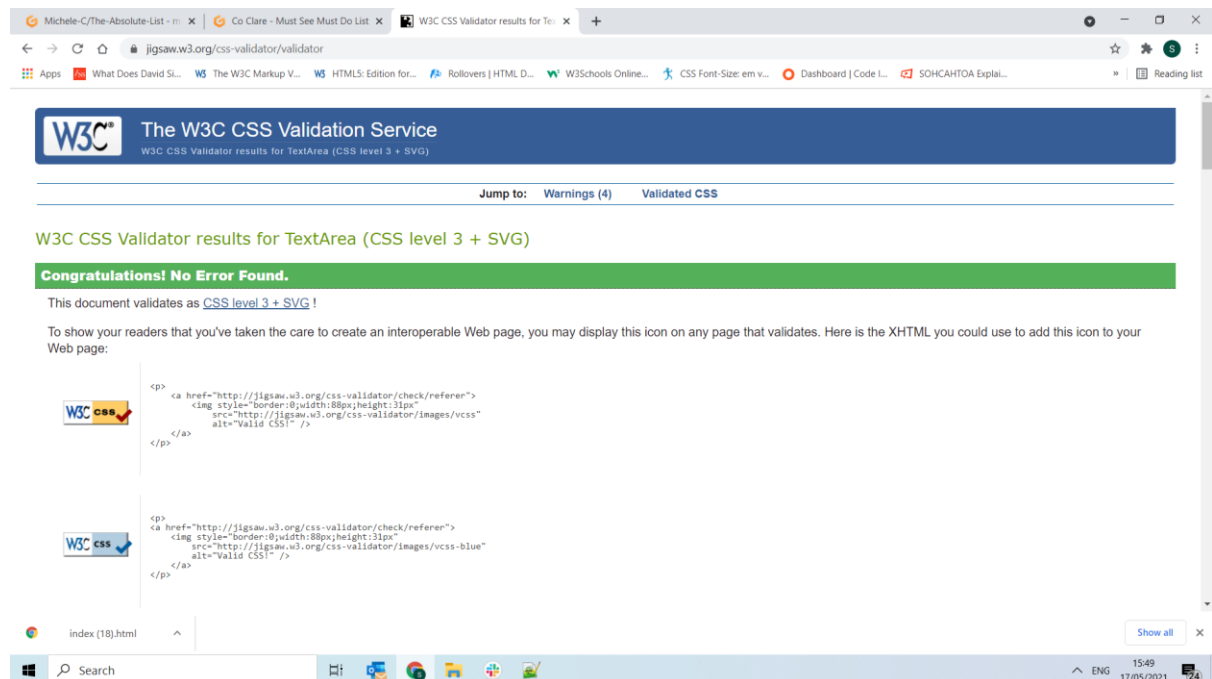 Michele-C/The-Absolute-List - m
Co Clare - Must See Must Do List
W3C CSS Validator results for Tex
jigsaw.w3.org/css-validator/validator
Apps What Does David Si... The W3C Markup V... HTML5: Edition for... Rollovers | HTML D... W3Schools Online... CSS Font-Size: em v... Dashboard | Code I... SOHCAHTOA Explai... » Reading list
W3C® The W3C CSS Validation Service
W3C CSS Validator results for TextArea (CSS level 3 + SVG)
Jump to: Warnings (4) Validated CSS
W3C CSS Validator results for TextArea (CSS level 3 + SVG)
Congratulations! No Error Found.
This document validates as CSS level 3 + SVG !
To show your readers that you've taken the care to create an interoperable Web page, you may display this icon on any page that validates. Here is the XHTML you could use to add this icon to your
Web page:
W3C css
<p>
<a href="http://jigsaw.w3.org/css-validator/check/referer">
<img style="border:0;width:88px;height:31px"
src="http://jigsaw.w3.org/css-validator/images/vcss"
alt="Valid CSS!" />
</a>
</p>
W3C css
<p>
<a href="http://jigsaw.w3.org/css-validator/check/referer">
<img style="border:0;width:88px;height:31px"
src="http://jigsaw.w3.org/css-validator/images/vcss-blue"
alt="Valid CSS!" />
</a>
</p>
index (18).html
Show all
Search
ENG
15:49
17/05/2021
24